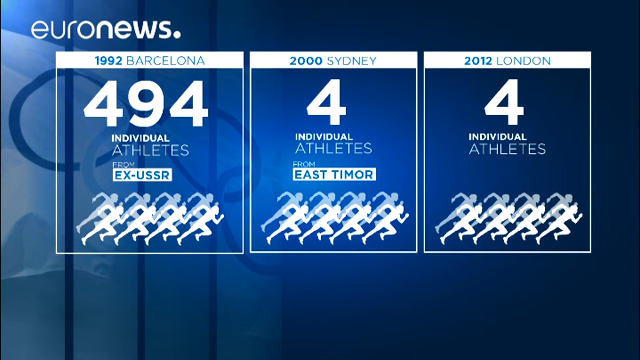 euronews.
1992 BARCELONA
494
INDIVIDUAL
ATHLETES
FROM
EX-USSR
2000 SYDNEY
4
INDIVIDUAL
ATHLETES
FROM
EAST TIMOR
2012 LONDON
4
INDIVIDUAL
ATHLETES